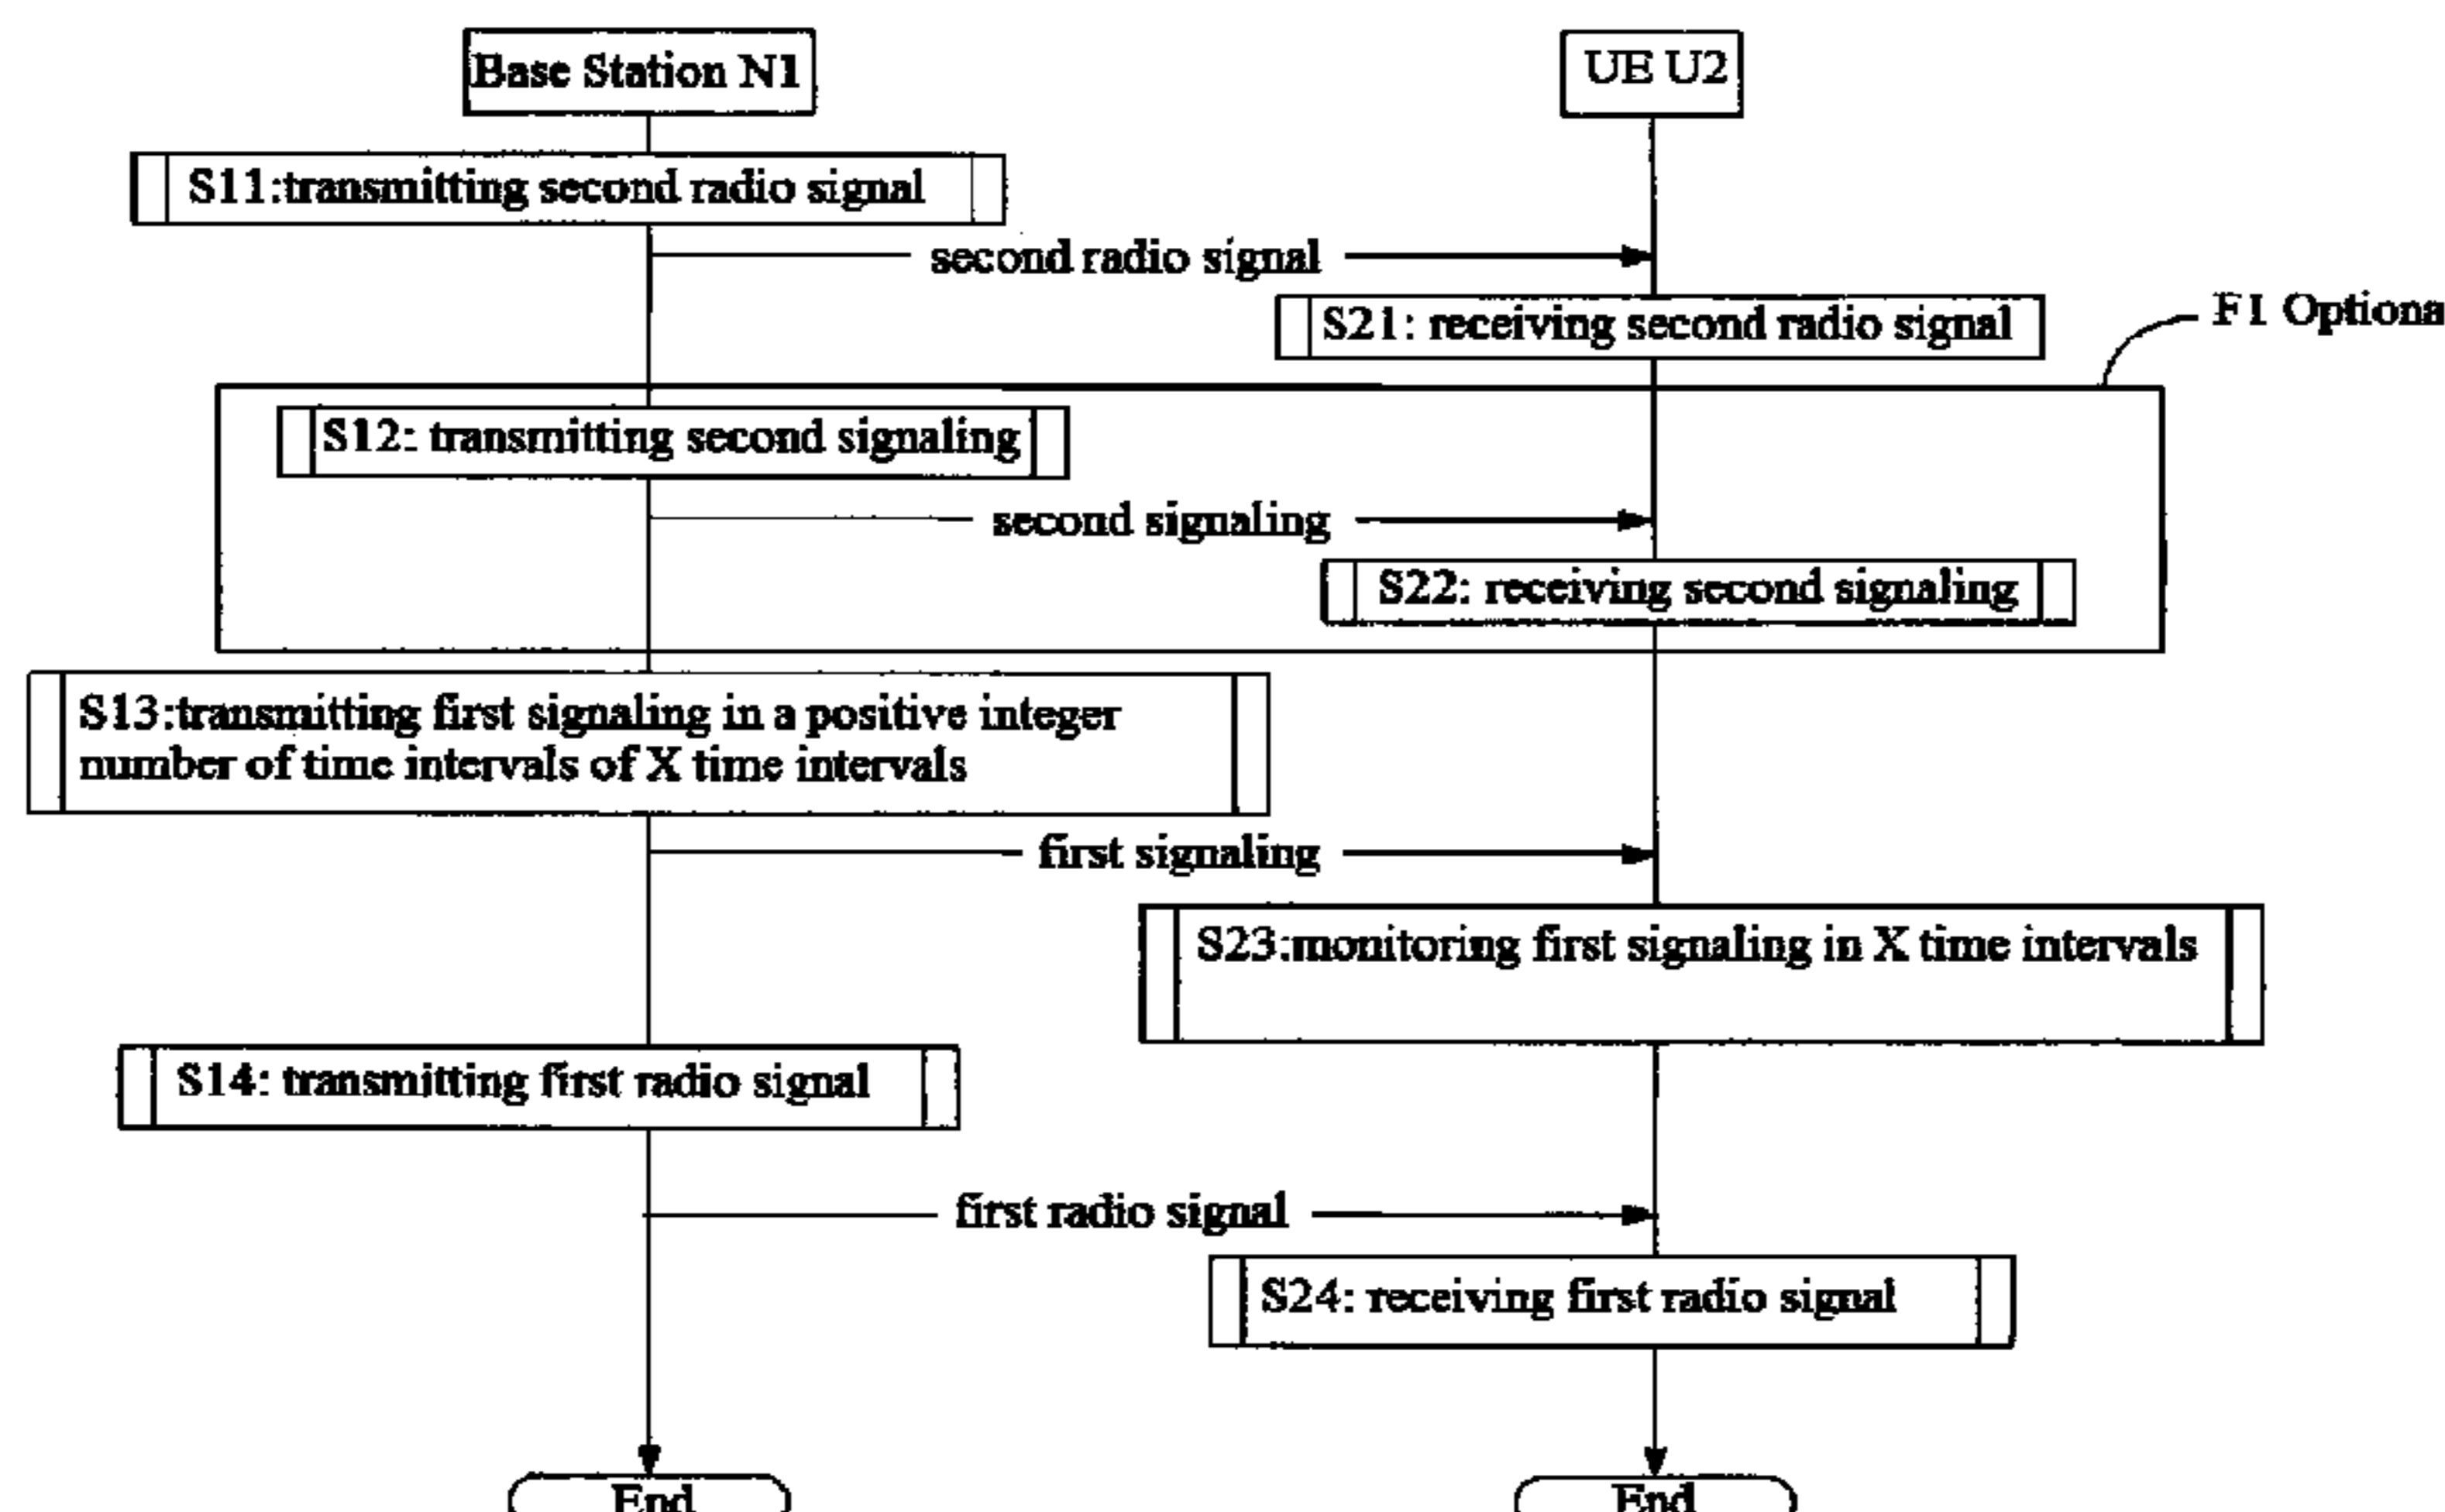 Base Station N1
UE U2
S11:transmitting second radio signal
second radio signal
S21: receiving second radio signal
F1 Optiona
S12: transmitting second signaling
second signaling
S22: receiving second signaling
S13:transmitting first signaling in a positive integer
number of time intervals of X time intervals
first signaling
S23:monitoring first signaling in X time intervals
S14: transmitting first radio signal
first radio signal
S24: receiving first radio signal
End
End